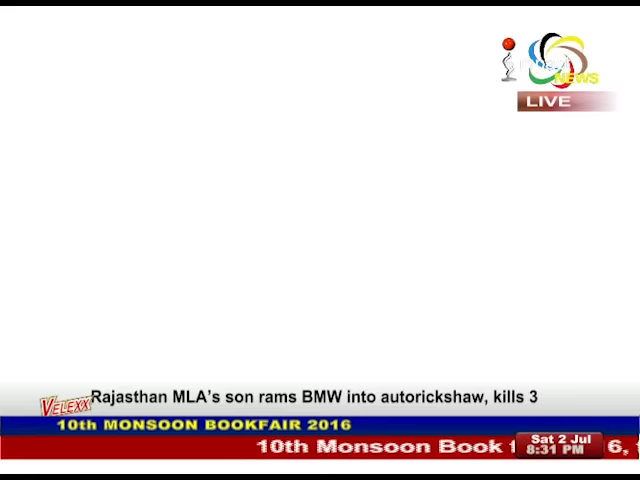 NEWS
LIVE
Rajasthan MLA's son rams BMW into autorickshaw, kills 3
VELEXX
10th MONSOON BOOKFAIR 2016
10th Monsoon Book
6,
Sat 2 Jul
8:31 PM